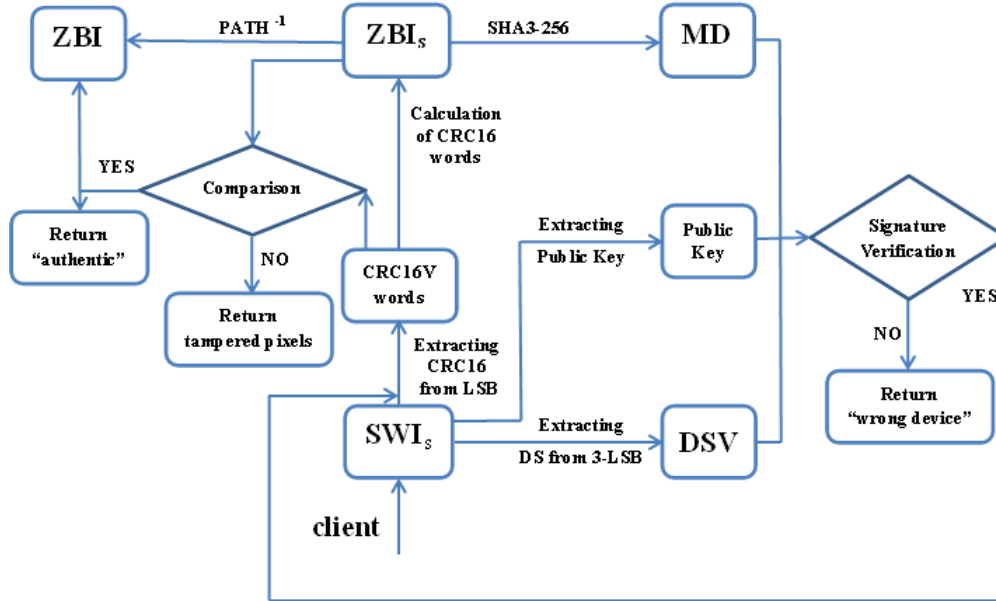 ZBI
PATH -1
ZBIs
SHA3-256
MD
Calculation
of CRC16
words
YES
Comparison
Return
“authentic”
NO
Return
tampered pixels
CRC16V
words
Extracting
Public Key
Public
Key
Signature
Verification
YES
NO
Return
“wrong device”
Extracting
CRC16
from LSB
SWIs
Extracting
DS from 3-LSB
DSV
client